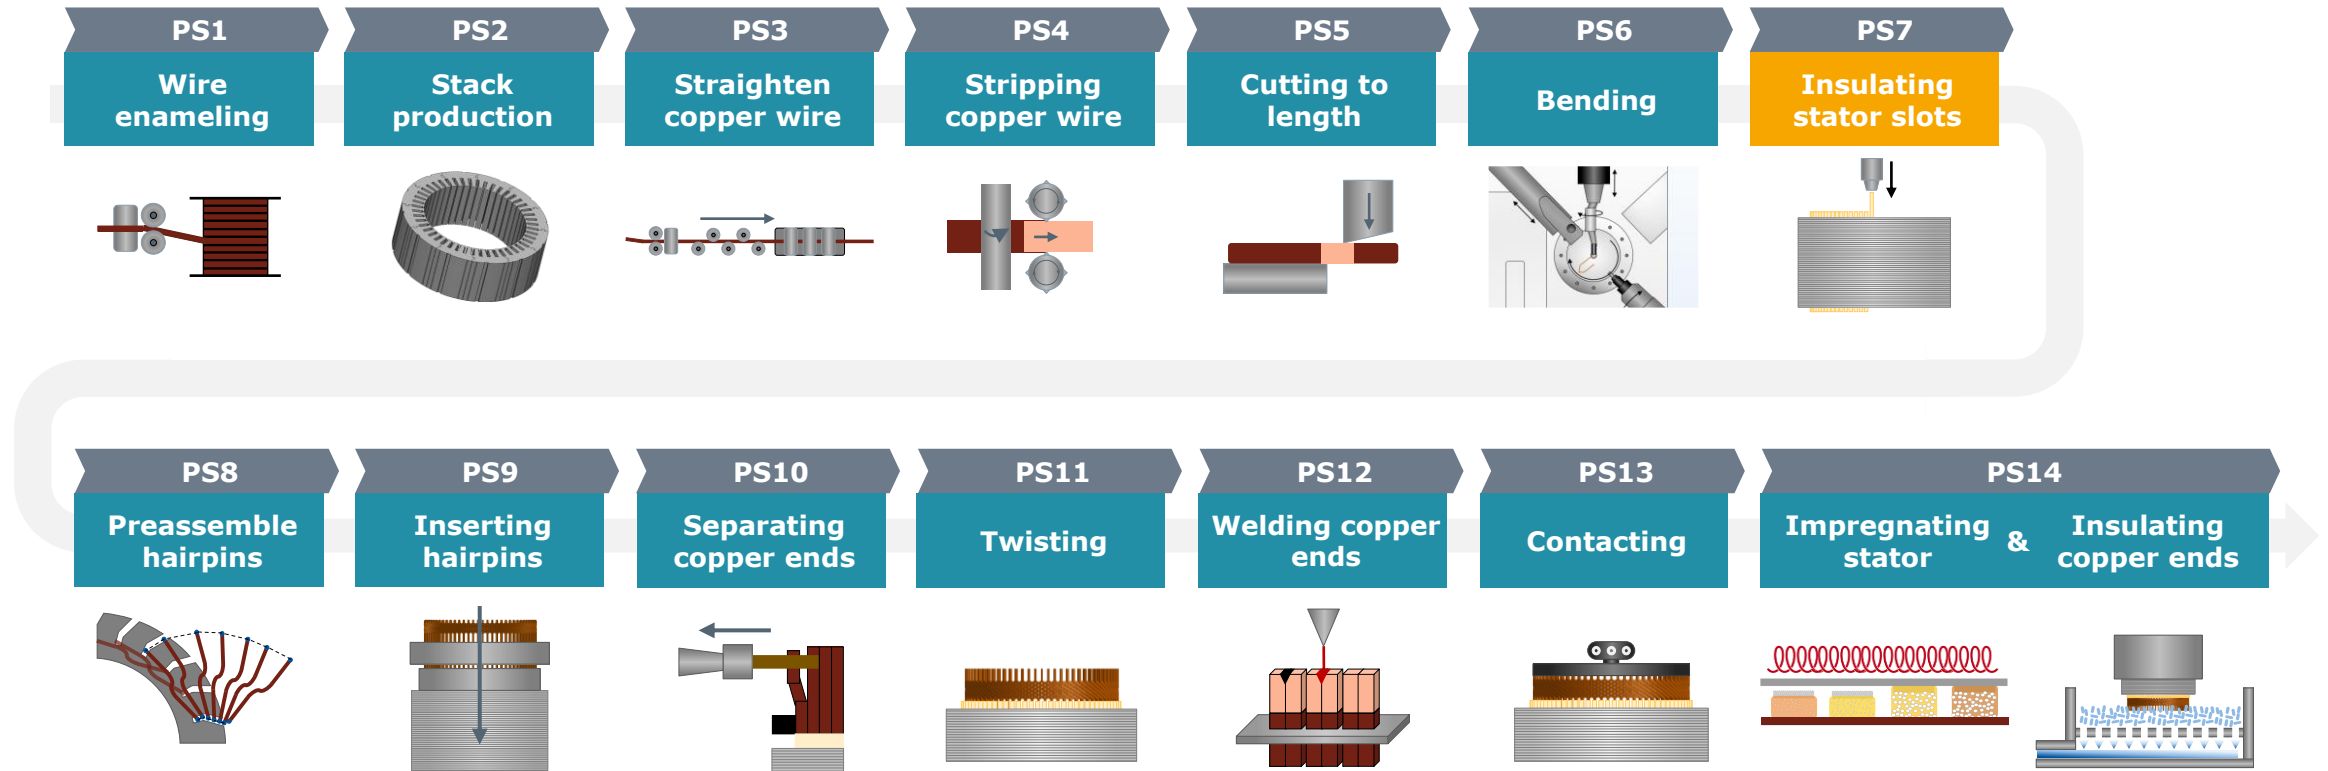 PS1
PS2
PS3
PS4
PS5
PS6
PS7
Wire
enameling
Stack
production
Straighten
copper wire
Stripping
copper wire
Cutting to
length
Bending
Insulating
stator slots
PS8
PS9
PS10
PS11
PS12
PS13
PS14
Preassemble
hairpins
Inserting
hairpins
Separating
copper ends
Twisting
Welding copper
ends
Contacting
Impregnating
stator
&
Insulating
copper ends